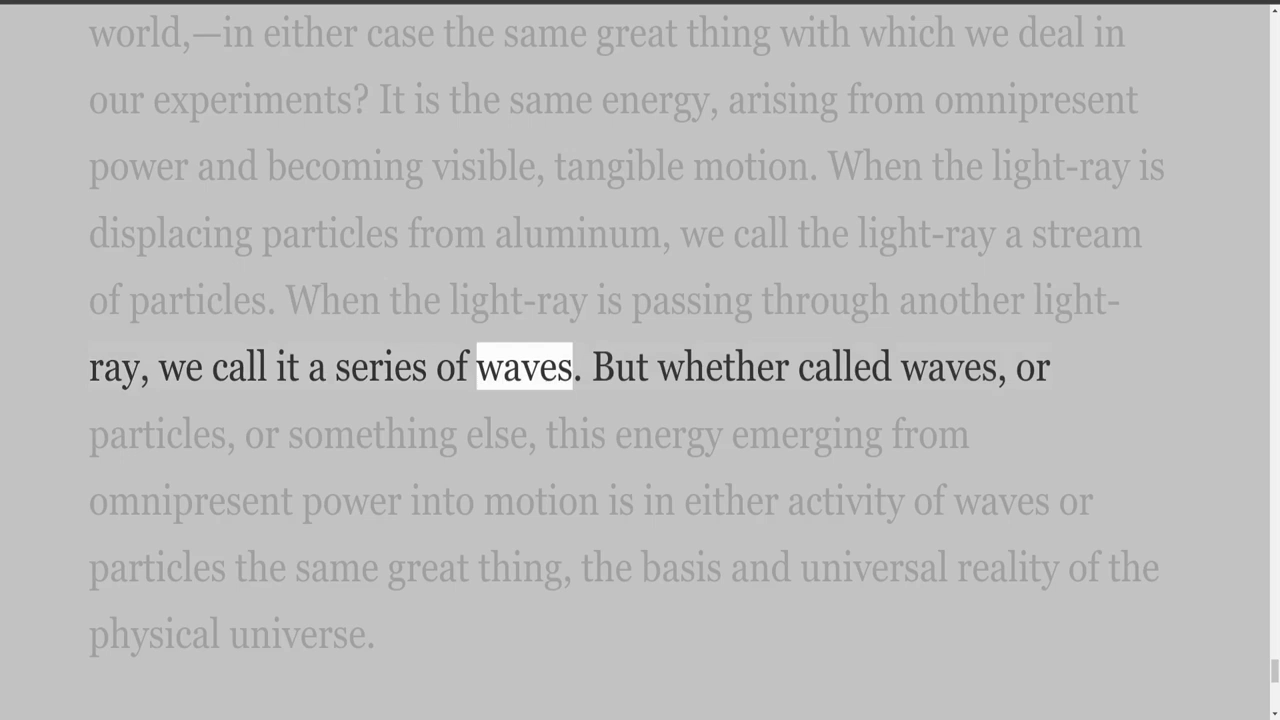 world,—in either case the same great thing with which we deal in
our experiments? It is the same energy, arising from omnipresent
power and becoming visible, tangible motion. When the light-ray is
displacing particles from aluminum, we call the light-ray a stream
of particles. When the light-ray is passing through another light-
ray, we call it a series of waves. But whether called waves, or
particles, or something else, this energy emerging from
omnipresent power into motion is in either activity of waves or
particles the same great thing, the basis and universal reality of the
physical universe.